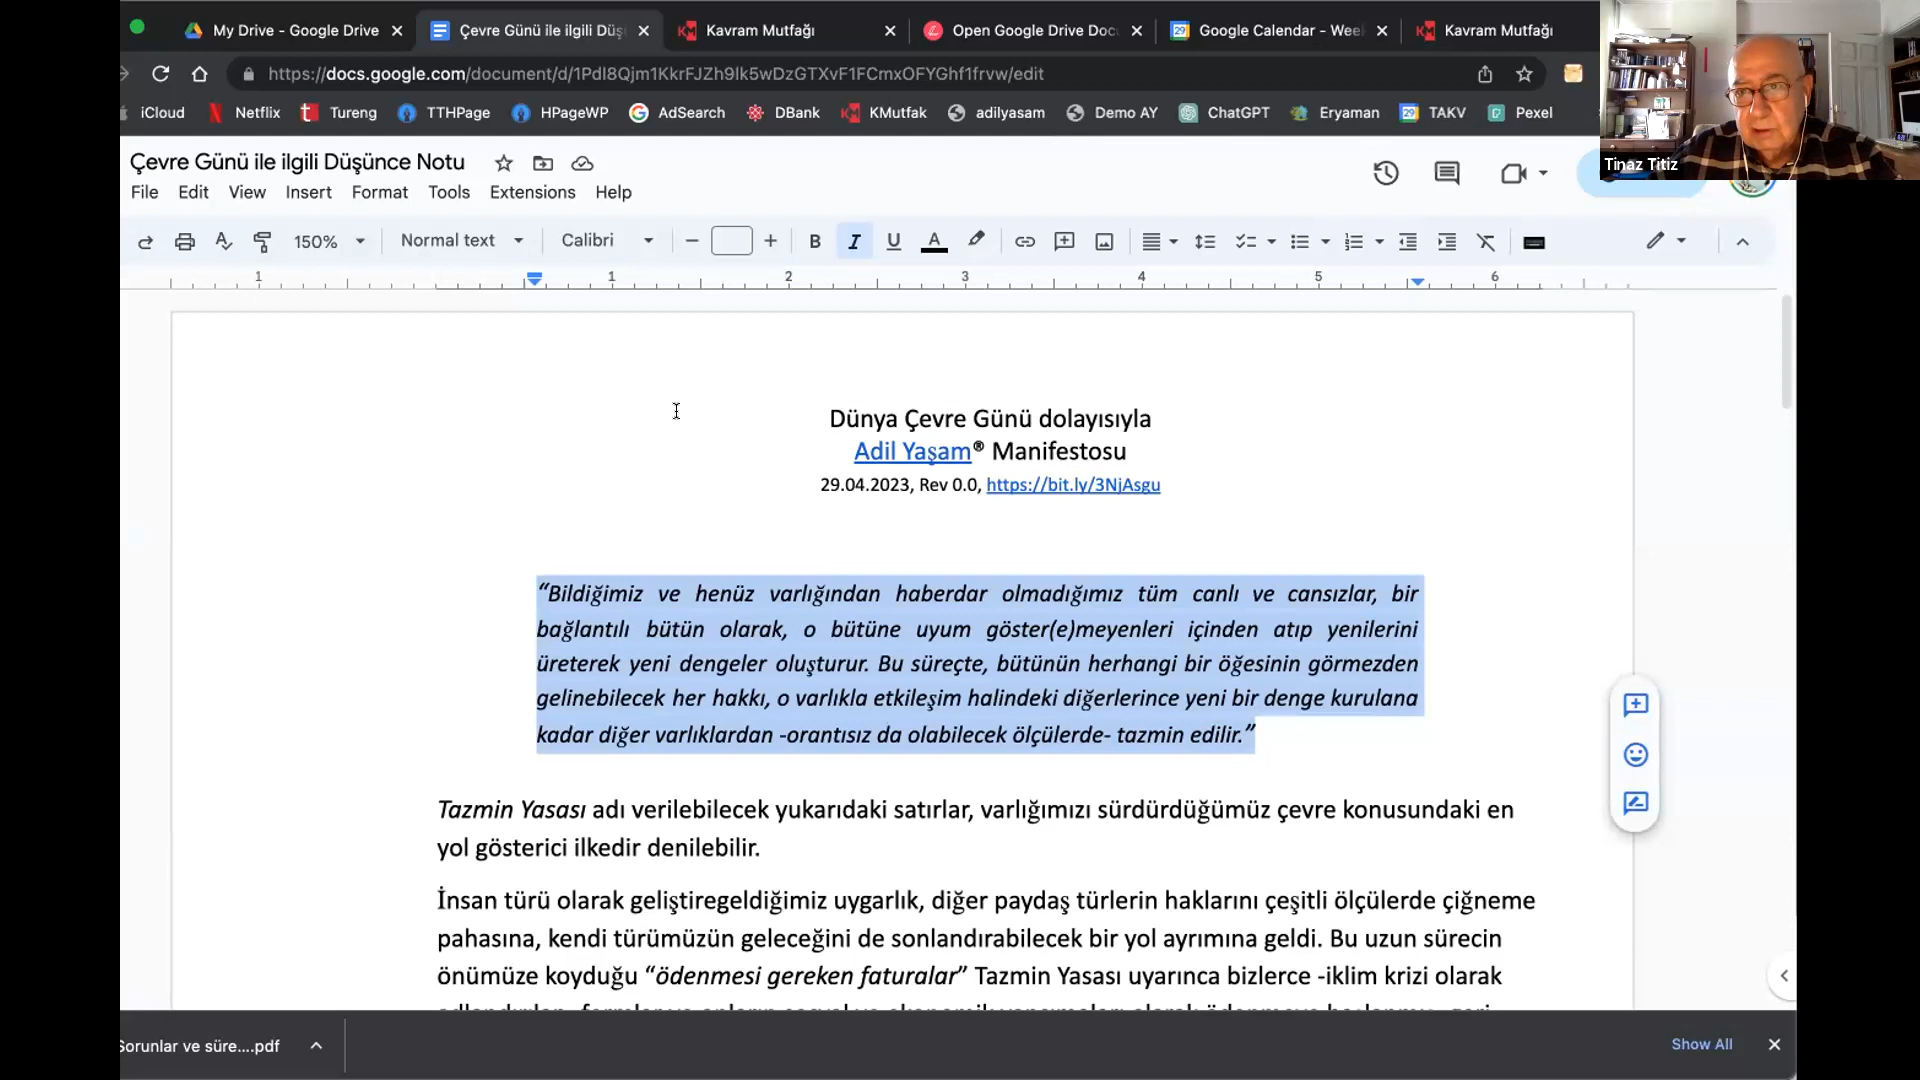 My Drive - Google Drive
Çevre Günü ile ilgili Düş
Kavram Mutfağı
Open Google Drive Doc
Google Calendar - Wee
Kavram Mutfağı
https://docs.google.com/document/d/1PdI8Qjm1KkrFJZh9Ik5wDzGTXvF1FCmxOFYGhf1frvw/edit
iCloud Netflix Tureng TTHPage HPageWP AdSearch DBank KMutfak adilyasam Demo AY ChatGPT Eryaman TAKV Pexel
Tinaz Titiz
Çevre Günü ile ilgili Düşünce Notu
File Edit View Insert Format Tools Extensions Help
150% Normal text Calibri B I U A
1 1 2 3 4 5 6
Dünya Çevre Günü dolayısıyla
Adil Yaşam® Manifestosu
29.04.2023, Rev 0.0, https://bit.ly/3NjAsgu
“Bildiğimiz ve henüz varlığından haberdar olmadığımız tüm canlı ve cansızlar, bir
bağlantılı bütün olarak, o bütüne uyum göster(e)meyenleri içinden atıp yenilerini
üreterek yeni dengeler oluşturur. Bu süreçte, bütünün herhangi bir öğesinin görmezden
gelinebilecek her hakkı, o varlıkla etkileşim halindeki diğerlerince yeni bir denge kurulana
kadar diğer varlıklardan -orantısız da olabilecek ölçülerde- tazmin edilir.”
Tazmin Yasası adı verilebilecek yukarıdaki satırlar, varlığımızı sürdürdüğümüz çevre konusundaki en
yol gösterici ilkedir denilebilir.
İnsan türü olarak geliştiregeldiğimiz uygarlık, diğer paydaş türlerin haklarını çeşitli ölçülerde çiğneme
pahasına, kendi türümüzün geleceğini de sonlandırabilecek bir yol ayrımına geldi. Bu uzun sürecin
önümüze koyduğu “ödenmesi gereken faturalar” Tazmin Yasası uyarınca bizlerce -iklim krizi olarak
Sorunlar ve süre....pdf
Show All